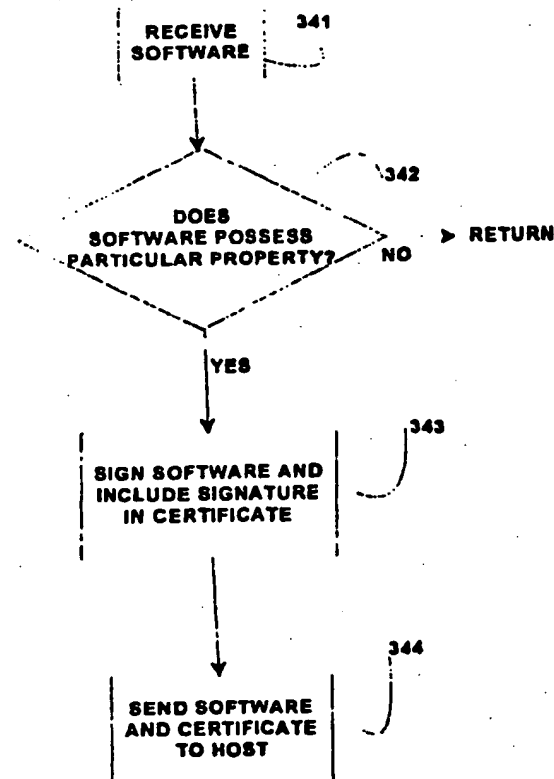 RECEIVE
SOFTWARE
341
342
DOES
SOFTWARE POSSESS
PARTICULAR PROPERTY?
NO
RETURN
YES
343
SIGN SOFTWARE AND
INCLUDE SIGNATURE
IN CERTIFICATE
344
SEND SOFTWARE
AND CERTIFICATE
TO HOST